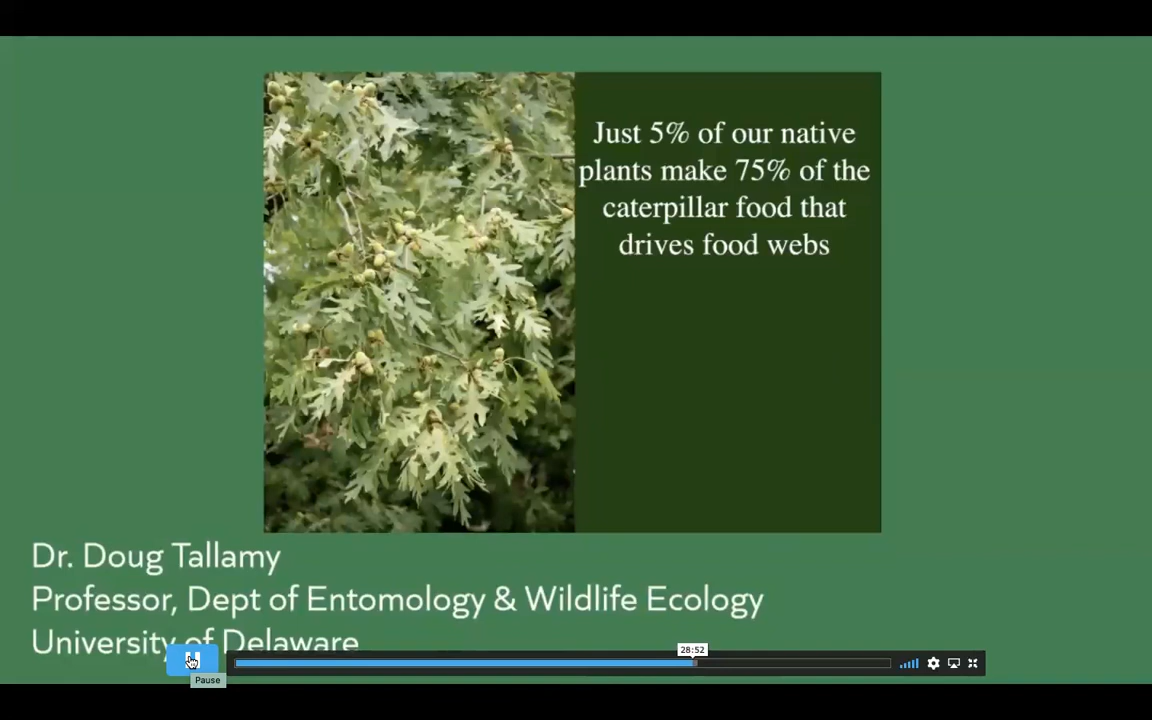 Just 5% of our native
plants make 75% of the
caterpillar food that
drives food webs
Dr. Doug Tallamy
Professor, Dept of Entomology & Wildlife Ecology
University of Delaware
28:52
Pause